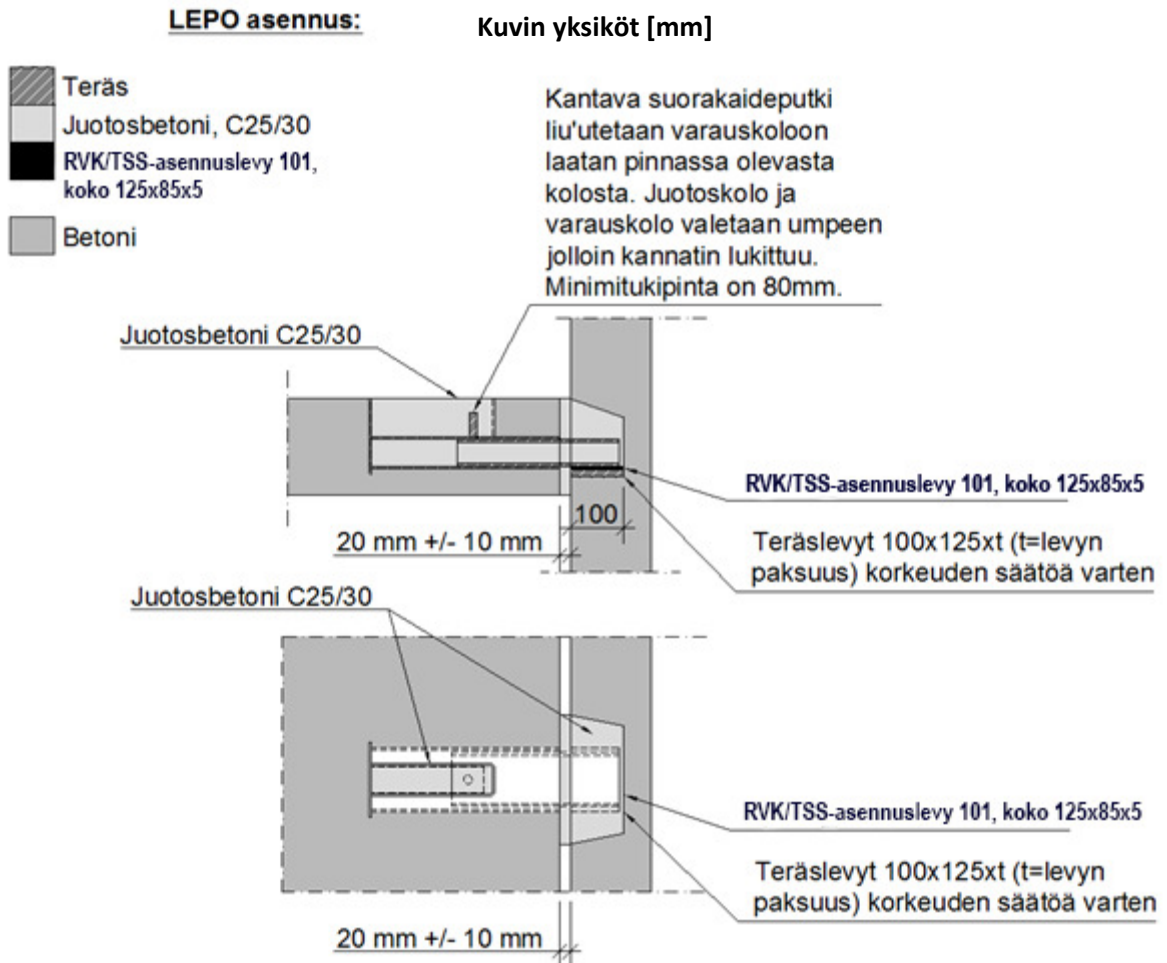 LEPO asennus:
Kuvin yksiköt [mm]
Teräs
Juotosbetoni, C25/30
RVK/TSS-asennuslevy 101,
koko 125x85x5
Betoni
Kantava suorakaideputki
liu'utetaan varauskoloon
laatan pinnassa olevasta
kolosta. Juotoskolo ja
varauskolo valetaan umpeen
jolloin kannatin lukittuu.
Minimitukipinta on 80mm.
Juotosbetoni C25/30
RVK/TSS-asennuslevy 101, koko 125x85x5
100
20 mm +/- 10 mm
Teräslevyt 100x125xt (t=levyn
paksuus) korkeuden säätöä varten
Juotosbetoni C25/30
RVK/TSS-asennuslevy 101, koko 125x85x5
Teräslevyt 100x125xt (t=levyn
paksuus) korkeuden säätöä varten
20 mm +/- 10 mm